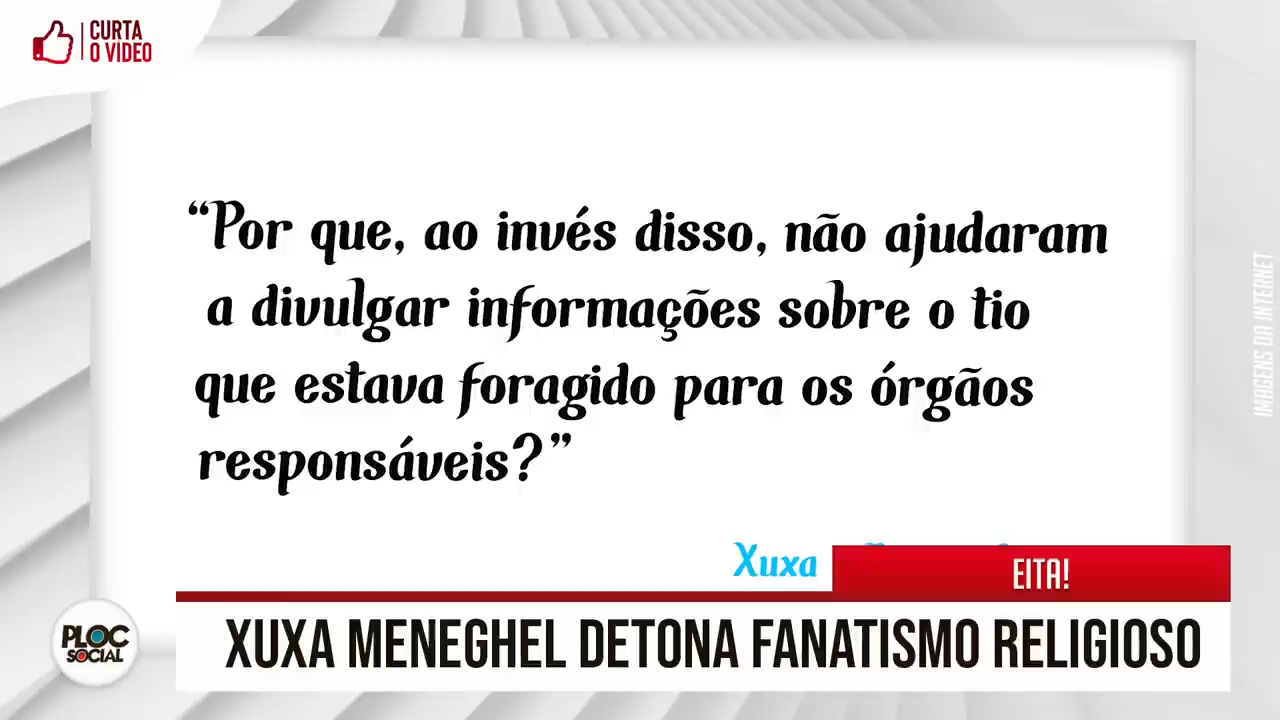 CURTA
O VIDEO
“Por que, ao invés disso, não ajudaram
a divulgar informações sobre o tio
que estava foragido para os órgãos
responsáveis?”
Xuxa
EITA!
XUXA MENEGHEL DETONA FANATISMO RELIGIOSO
PLOC
SOCIAL
IMAGENS DA INTERNET